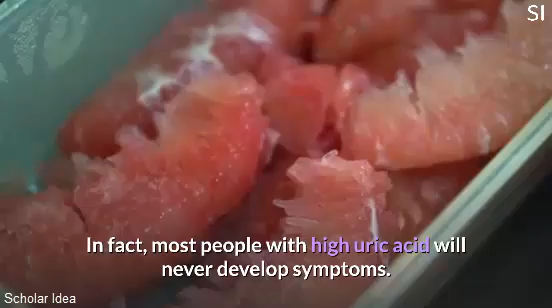 SI
In fact, most people with high uric acid will
never develop symptoms.
Scholar Idea